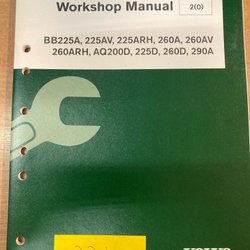 Workshop Manual
2(0)
BB225A, 225AV, 225ARH, 260A, 260AV
260ARH, AQ200D, 225D, 260D, 290A